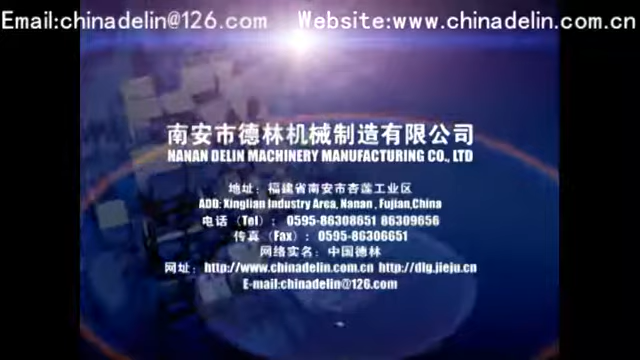 Email:chinadelin@126.com Website:www.chinadelin.com.cn
南安市德林机械制造有限公司
NANAN DELIN MACHINERY MANUFACTURING CO., LTD
地址：福建省南安市杏莲工业区
ADD: Xinglian Industry Area, Nanan , Fujian,China
电话（Tel）：0595-86308651 86309656
传真（Fax）：0595-86306651
网络实名：中国德林
网址：http://www.chinadelin.com.cn http://dlg.jieju.cn
E-mail:chinadelin@126.com